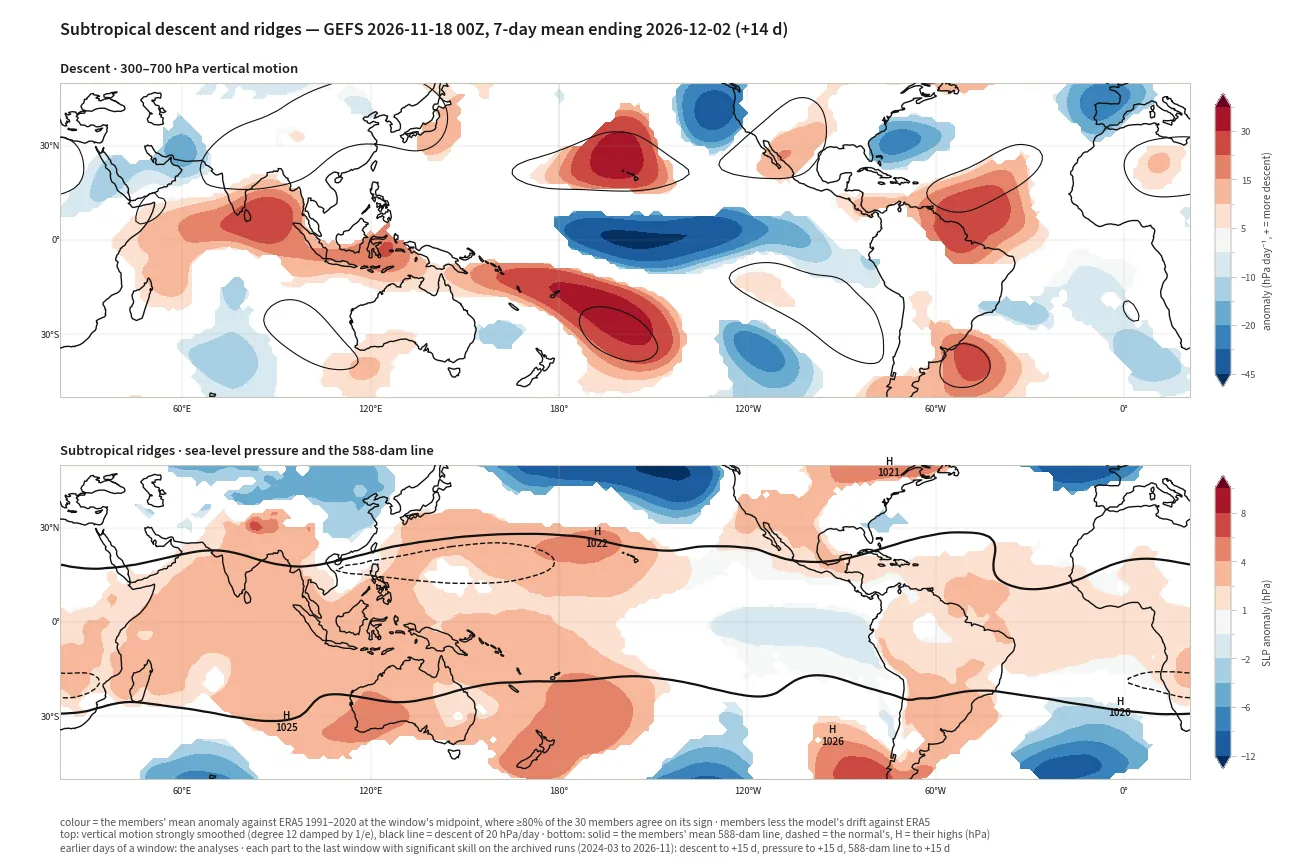 Subtropical descent and ridges — GEFS 2026-11-18 00Z, 7-day mean ending 2026-12-02 (+14 d)
Descent · 300–700 hPa vertical motion
30°N
0°
30°S
60°E
120°E
180°
120°W
60°W
0°
30
15
5
−5
−10
−20
−45
anomaly (hPa day⁻¹, + = more descent)
Subtropical ridges · sea-level pressure and the 588-dam line
H
1021
H
1022
H
1025
H
1026
H
1020
30°N
0°
30°S
60°E
120°E
180°
120°W
60°W
0°
8
4
1
−2
−6
−12
SLP anomaly (hPa)
colour = the members' mean anomaly against ERA5 1991–2020 at the window's midpoint, where ≥80% of the 30 members agree on its sign · members less the model's drift against ERA5
top: vertical motion strongly smoothed (degree 12 damped by 1/e), black line = descent of 20 hPa/day · bottom: solid = the members' mean 588-dam line, dashed = the normal's, H = their highs (hPa)
earlier days of a window: the analyses · each part to the last window with significant skill on the archived runs (2024-03 to 2026-11): descent to +15 d, pressure to +15 d, 588-dam line to +15 d